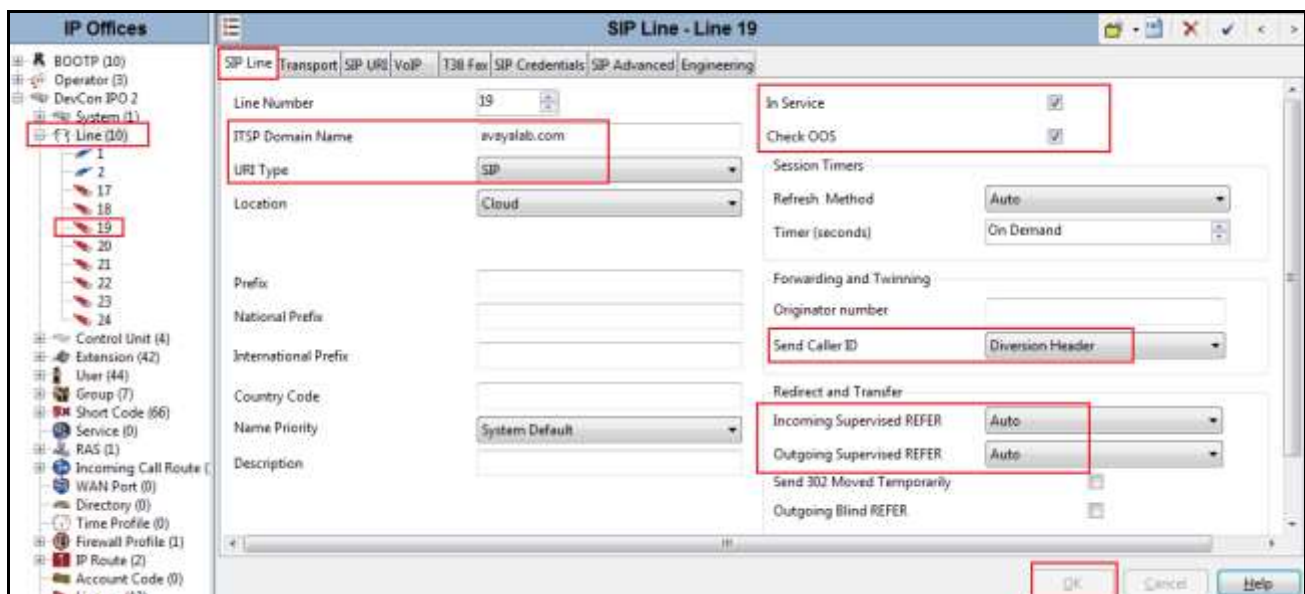 IP Offices
BOOTP (10)
Operator (3)
DevCon IPO 2
System (1)
Line (10)
1
2
17
18
19
20
21
22
23
24
Control Unit (4)
Extension (42)
User (44)
Group (7)
Short Code (66)
Service (0)
RAS (1)
Incoming Call Route (
WAN Port (0)
Directory (0)
Time Profile (0)
Firewall Profile (1)
IP Route (2)
Account Code (0)
SIP Line - Line 19
SIP Line Transport SIP URI VoIP T38 Fax SIP Credentials SIP Advanced Engineering
Line Number 19
ITSP Domain Name avayalab.com
URI Type SIP
Location Cloud
Prefix
National Prefix
International Prefix
Country Code
Name Priority System Default
Description
In Service
Check OOS
Session Timers
Refresh Method Auto
Timer (seconds) On Demand
Forwarding and Twinning
Originator number
Send Caller ID Diversion Header
Redirect and Transfer
Incoming Supervised REFER Auto
Outgoing Supervised REFER Auto
Send 302 Moved Temporarily
Outgoing Blind REFER
OK Cancel Help